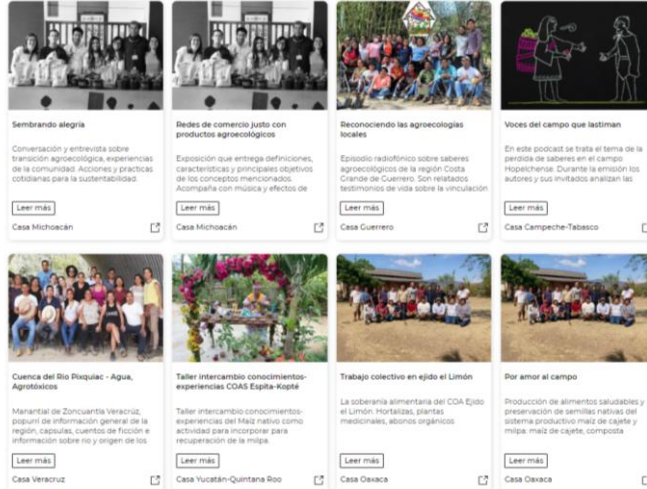 Sembrando alegría
Conversación y entrevista sobre
transición agroecológica, experiencias
de la comunidad. Acciones y practicas
cotidianas para la sustentabilidad.
Leer más
Casa Michoacán
Redes de comercio justo con
productos agroecológicos
Exposición que entrega definiciones,
características y principales objetivos
de los conceptos mencionados.
Acompaña con música y efectos de
Leer más
Casa Michoacán
Reconociendo las agroecologías
locales
Episodio radiofónico sobre saberes
agroecológicos de la región Costa
Grande de Guerrero. Son relatados
testimonios de vida sobre la vinculación
Leer más
Casa Guerrero
Voces del campo que lastiman
En este podcast se trata el tema de la
perdida de saberes en el campo
Hopelchense. Durante la emisión los
autores y sus invitados analizan las
Leer más
Casa Campeche-Tabasco
Cuenca del Rio Pixquiac - Agua,
Agrotóxicos
Manantial de Zoncuantla Veracrúz,
popurrí de información general de la
región, capsulas, cuentos de ficción e
información sobre río y origen de los
Leer más
Casa Veracruz
Taller intercambio conocimientos-
experiencias COAS Espita-Kopté
Taller intercambio conocimientos-
experiencias del Maíz nativo como
actividad para incorporar para
recuperación de la milpa.
Leer más
Casa Yucatán-Quintana Roo
Trabajo colectivo en ejido el Limón
La soberanía alimentaria del COA Ejido
el Limón. Hortalizas, plantas
medicinales, abonos orgánicos
Leer más
Casa Oaxaca
Por amor al campo
Producción de alimentos saludables y
preservación de semillas nativas del
sistema productivo maíz de cajete y
milpa: maíz de cajete, composta
Leer más
Casa Oaxaca